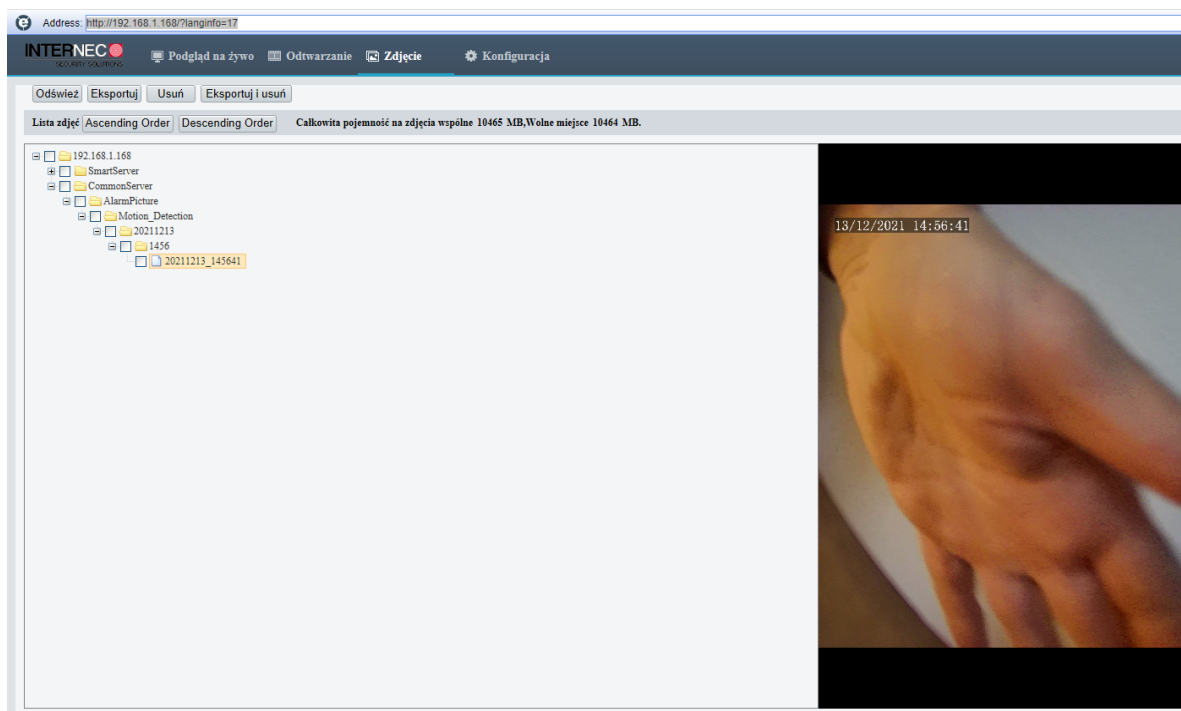 Address: http://192.168.1.168/?langinfo=17
INTERNEC
SECURITY SOLUTIONS
Podgląd na żywo Odtwarzanie Zdjęcie Konfiguracja
Odśwież Eksportuj Usuń Eksportuj i usuń
Lista zdjęć Ascending Order Descending Order Całkowita pojemność na zdjęcia wspólne 10465 MB,Wolne miejsce 10464 MB.
192.168.1.168
SmartServer
CommonServer
AlarmPicture
Motion_Detection
20211213
1456
20211213_145641
13/12/2021 14:56:41